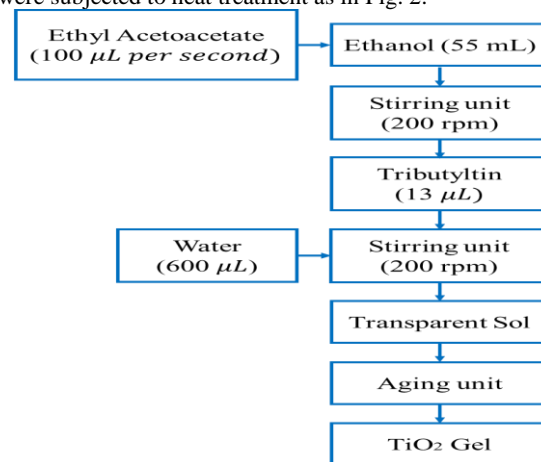 were subjected to heat treatment as in Fig. 2.
Ethyl Acetoacetate
(100 μL per second)
Ethanol (55 mL)
Stirring unit
(200 rpm)
Tributyltin
(13 μL)
Water
(600 μL)
Stirring unit
(200 rpm)
Transparent Sol
Aging unit
TiO₂ Gel